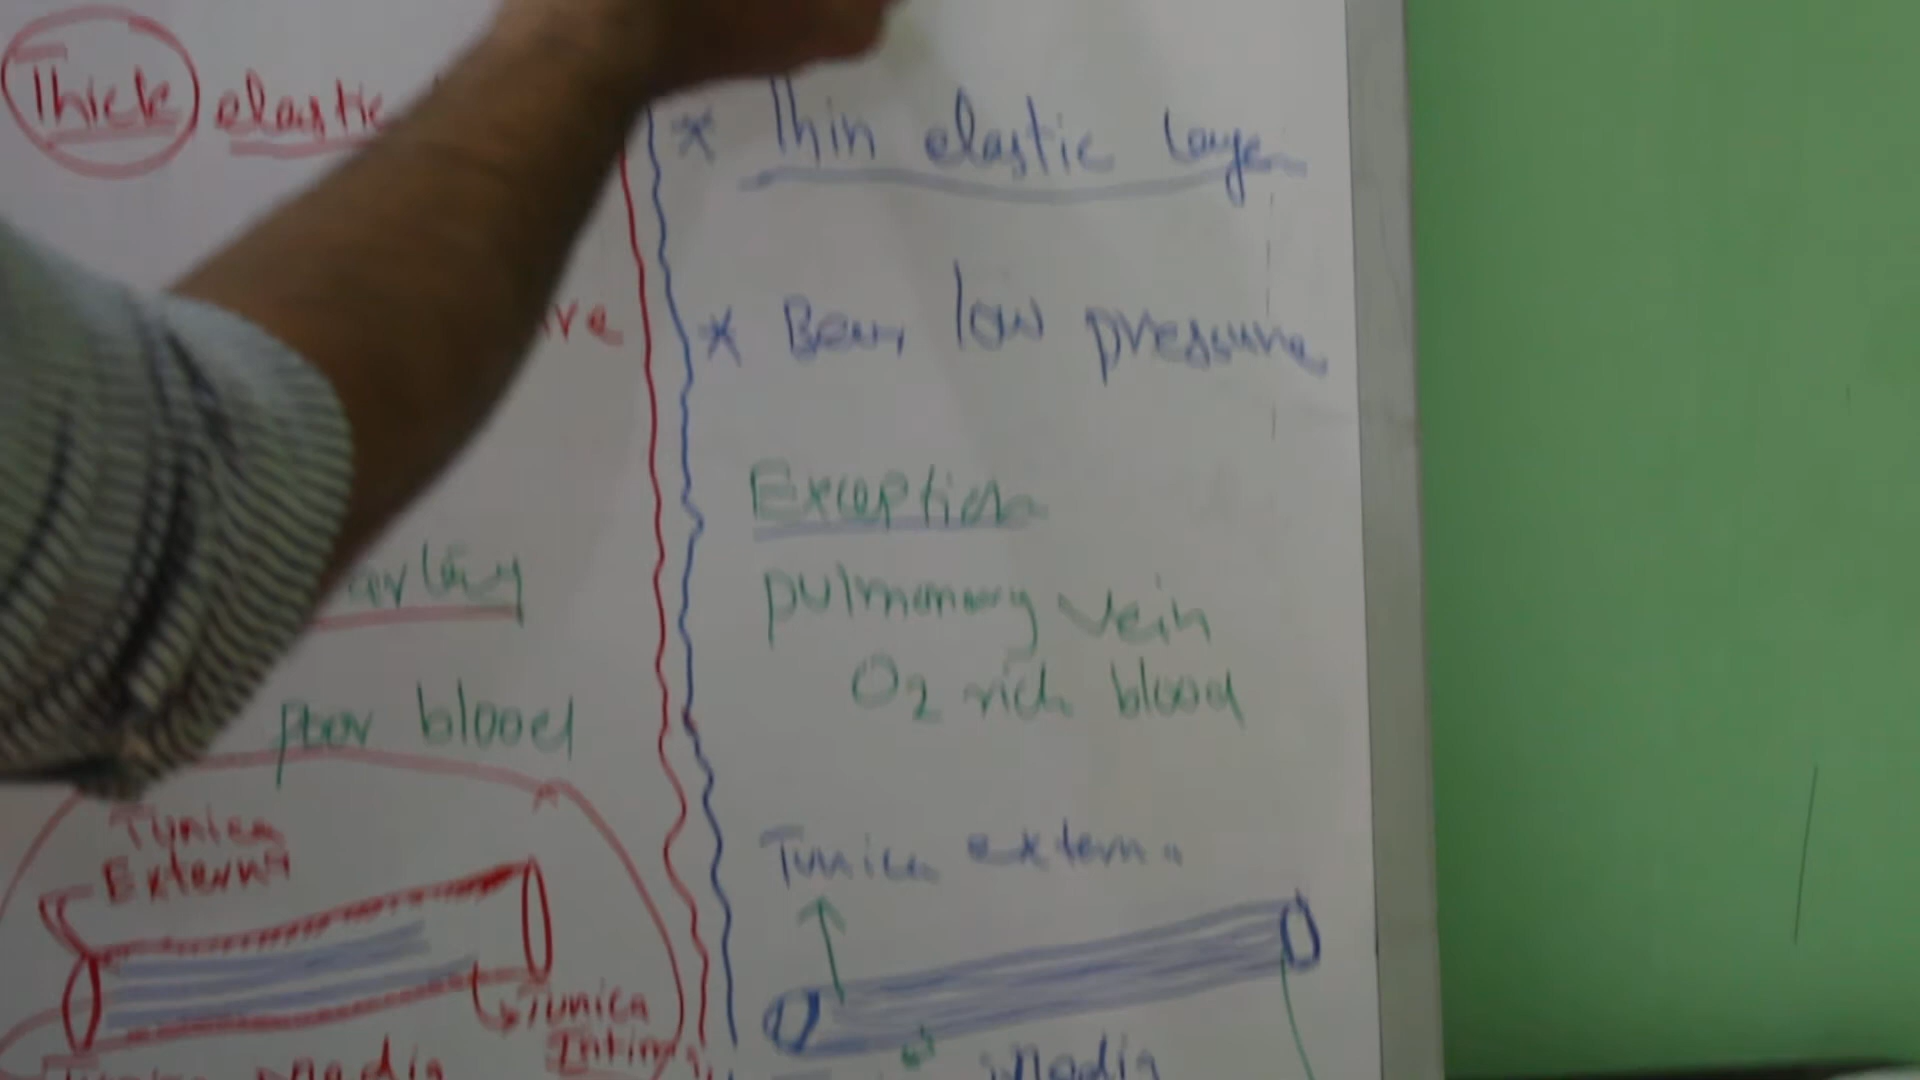 Thick elastic
poor blood
Tunica
Externa
Tunica
Intima
media
* Thin elastic layer
* Bear low pressure
Exception
pulmonary vein
O2 rich blood
Tunica externa
media